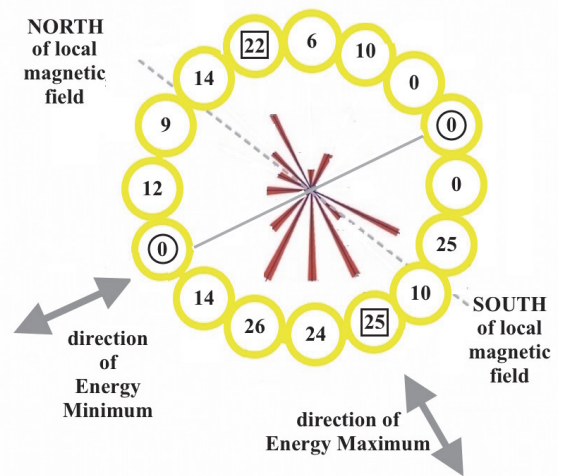 NORTH
of local
magnetic
field
22
6
10
14
0
9
0
12
0
0
25
14
10
26
24
25
SOUTH
of local
magnetic
field
direction
of
Energy
Minimum
direction of
Energy Maximum